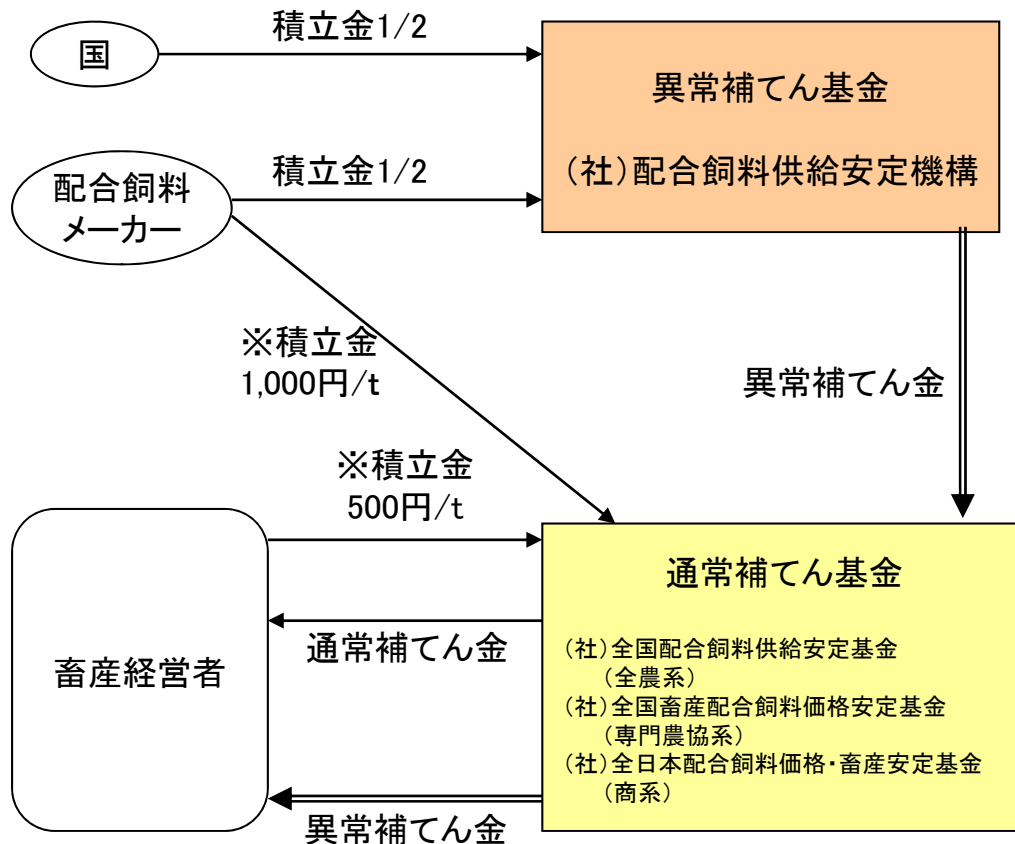 国
積立金1/2
異常補てん基金
（社）配合飼料供給安定機構
配合飼料
メーカー
積立金1/2
※積立金
1,000円/t
異常補てん金
※積立金
500円/t
畜産経営者
通常補てん金
異常補てん金
通常補てん基金
（社）全国配合飼料供給安定基金
（全農系）
（社）全国畜産配合飼料価格安定基金
（専門農協系）
（社）全日本配合飼料価格・畜産安定基金
（商系）